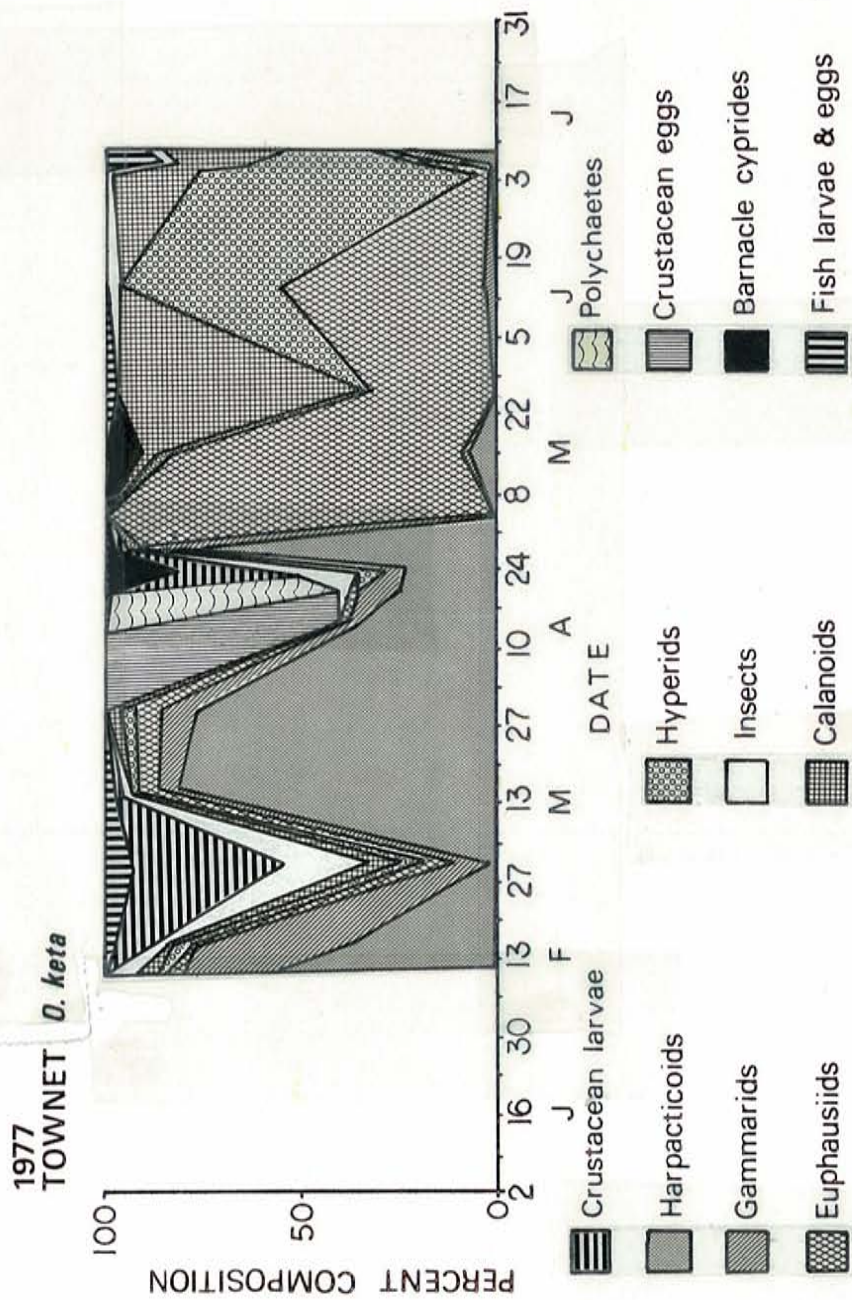 1977
TOWNET O. keta
PERCENT COMPOSITION
100
50
0
2 16 30 13 27 13 27 10 24 8 22 5 19 3 17 31
J F M A M J J
DATE
Crustacean larvae
Harpacticoids
Gammarids
Euphausiids
Hyperids
Insects
Calanoids
Polychaetes
Crustacean eggs
Barnacle cyprides
Fish larvae & eggs